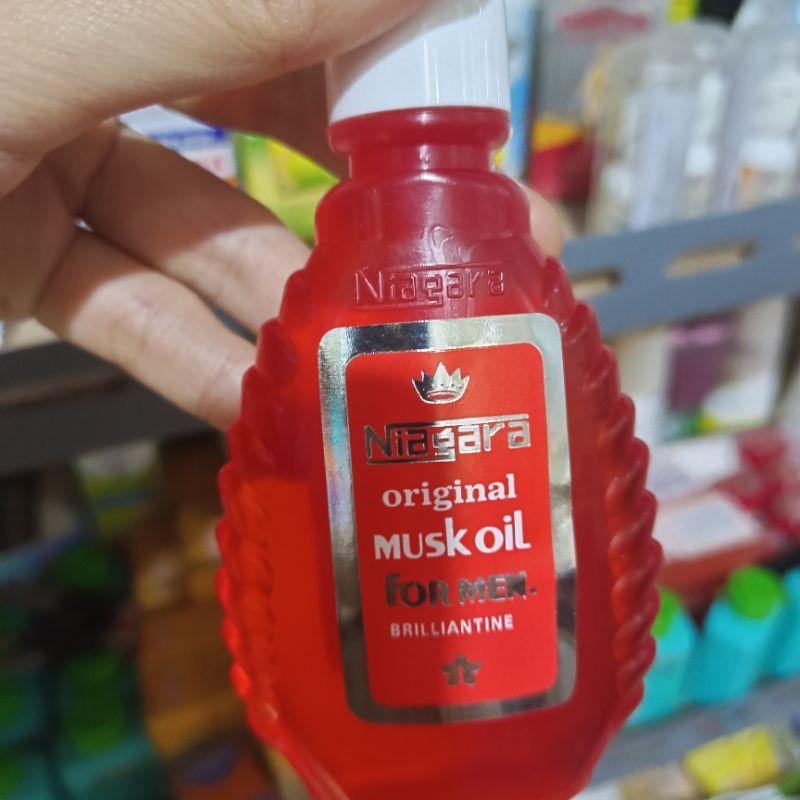 Niagara
Niagara
original
MUSK OIL
FOR MEN.
BRILLIANTINE